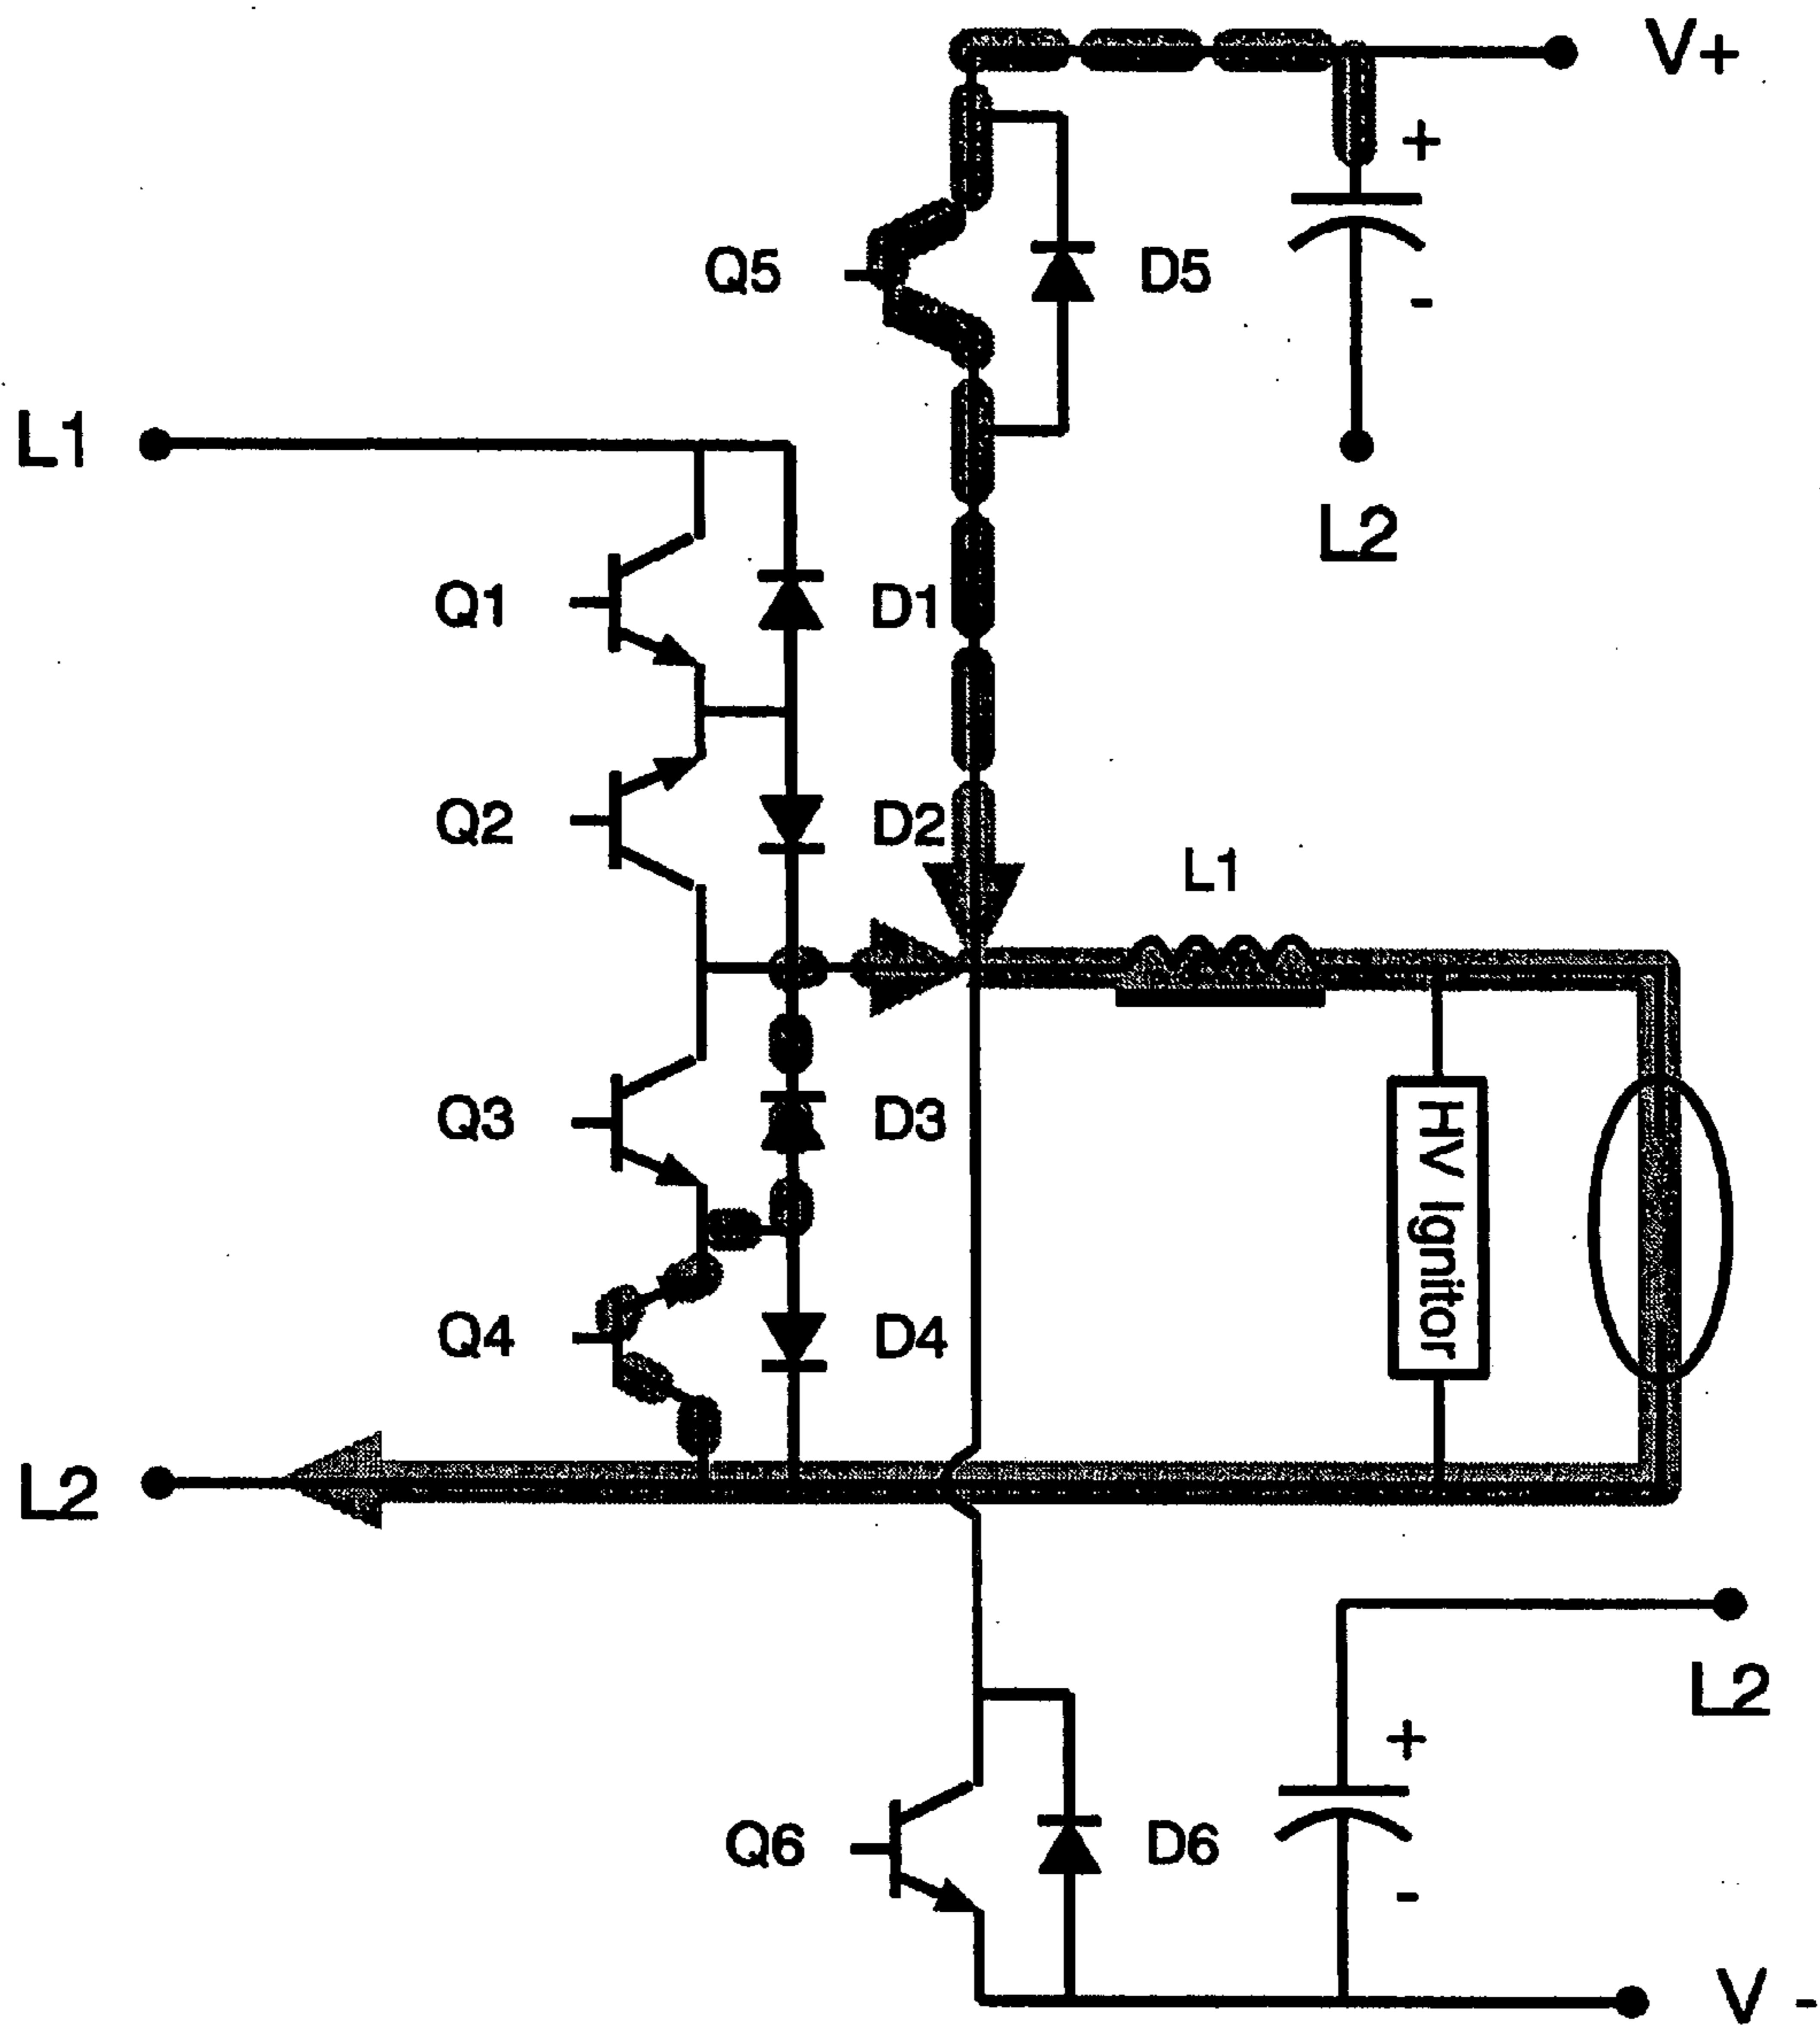 V+
+
Q5
D5
-
L1
L2
Q1
D1
Q2
D2
L1
Q3
D3
HV Ignitor
Q4
D4
L2
L2
+
Q6
D6
-
V -